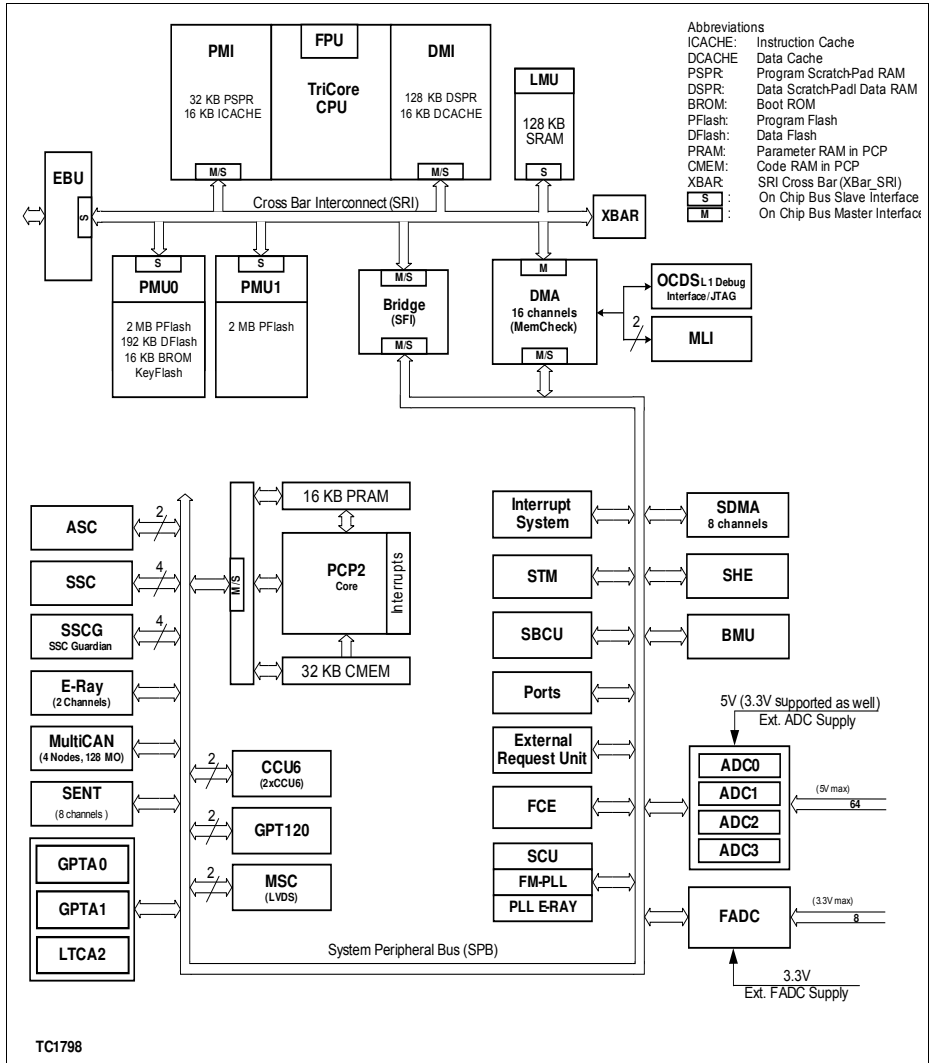 Abbreviations
ICACHE: Instruction Cache
DCACHE Data Cache
PSPR: Program Scratch-Pad RAM
DSPR: Data Scratch-Padl Data RAM
BROM: Boot ROM
PFlash: Program Flash
DFlash: Data Flash
PRAM: Parameter RAM in PCP
CMEM: Code RAM in PCP
XBAR: SRI Cross Bar (XBar_SRI)
S : On Chip Bus Slave Interface
M : On Chip Bus Master Interface
PMI
32 KB PSPR
16 KB ICACHE
M/S
FPU
TriCore
CPU
DMI
128 KB DSPR
16 KB DCACHE
M/S
LMU
128 KB
SRAM
S
EBU
S
Cross Bar Interconnect (SRI)
XBAR
S
PMU0
2 MB PFlash
192 KB DFlash
16 KB BROM
KeyFlash
S
PMU1
2 MB PFlash
M/S
Bridge
(SFI)
M/S
M
DMA
16 channels
(MemCheck)
M/S
OCDS L1 Debug
Interface/JTAG
2
MLI
ASC
2
SSC
4
SSCG
SSC Guardian
4
E-Ray
(2 Channels)
MultiCAN
(4 Nodes, 128 MO)
SENT
(8 channels )
GPTA0
GPTA1
LTCA2
M/S
16 KB PRAM
PCP2
Core
Interrupts
32 KB CMEM
2
CCU6
(2xCCU6)
2
GPT120
2
MSC
(LVDS)
Interrupt
System
STM
SBCU
Ports
External
Request Unit
FCE
SCU
FM-PLL
PLL E-RAY
SDMA
8 channels
SHE
BMU
5V (3.3V supported as well)
Ext. ADC Supply
ADC0
ADC1
ADC2
ADC3
(5V max)
64
FADC
(3.3V max)
8
3.3V
Ext. FADC Supply
System Peripheral Bus (SPB)
TC1798